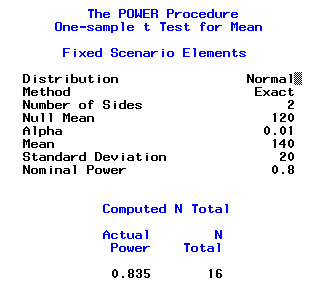 The POWER Procedure
One-sample t Test for Mean
Fixed Scenario Elements
Distribution Normal
Method Exact
Number of Sides 2
Null Mean 120
Alpha 0.01
Mean 140
Standard Deviation 20
Nominal Power 0.8
Computed N Total
Actual N
Power Total
0.835 16